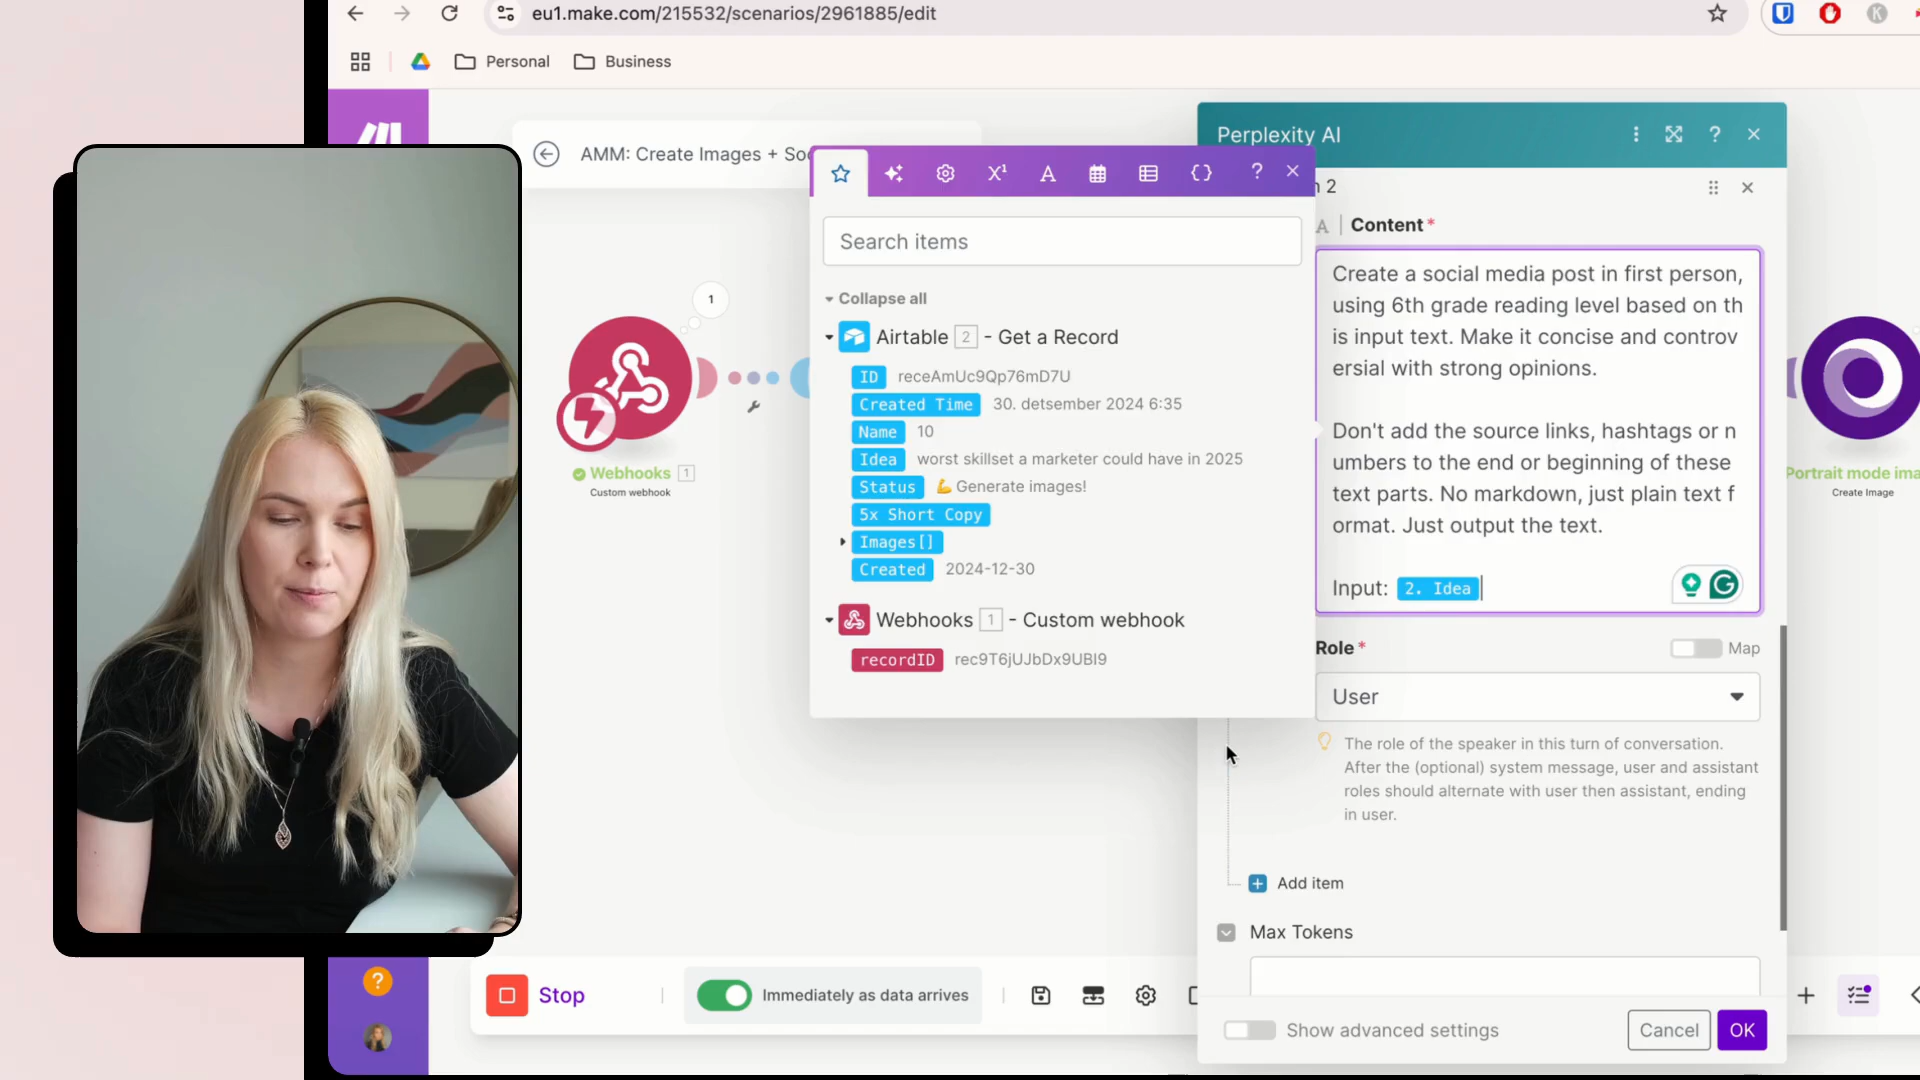 eu1.make.com/215532/scenarios/2961885/edit
K
Personal
Business
AMM: Create Images + So
1
Webhooks 1
Custom webhook
Search items
Collapse all
Airtable 2 - Get a Record
ID receAmUc9Qp76mD7U
Created Time 30. detsember 2024 6:35
Name 10
Idea worst skillset a marketer could have in 2025
Status 💪 Generate images!
5x Short Copy
Images[]
Created 2024-12-30
Webhooks 1 - Custom webhook
recordID rec9T6jUJbDx9UBI9
Perplexity AI
2
A Content *
Create a social media post in first person,
using 6th grade reading level based on th
is input text. Make it concise and controv
ersial with strong opinions.
Don't add the source links, hashtags or n
umbers to the end or beginning of these
text parts. No markdown, just plain text f
ormat. Just output the text.
Input: 2. Idea
Role *
Map
User
The role of the speaker in this turn of conversation.
After the (optional) system message, user and assistant
roles should alternate with user then assistant, ending
in user.
Add item
Max Tokens
Show advanced settings
Cancel
OK
Portrait mode ima
Create Image
Stop
Immediately as data arrives